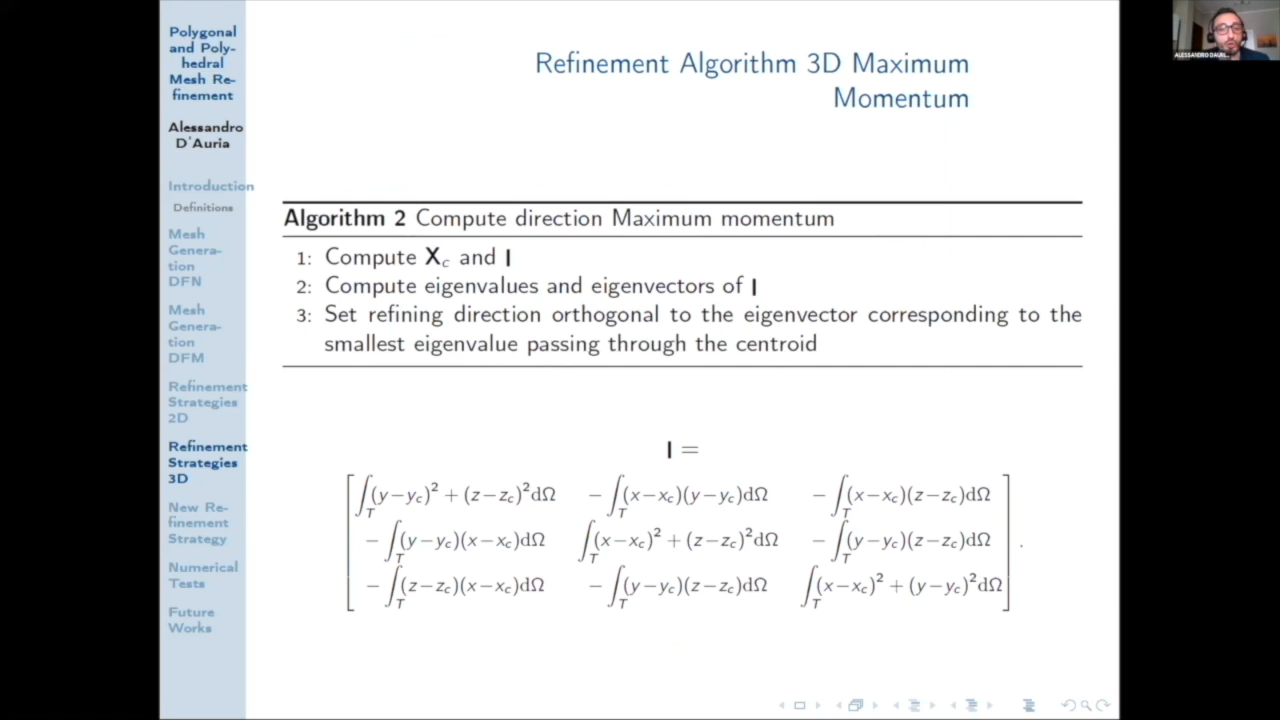 Polygonal
and Poly-
hedral
Mesh Re-
finement
Alessandro
D'Auria
Introduction
Definitions
Mesh
Genera-
tion
DFN
Mesh
Genera-
tion
DFM
Refinement
Strategies
2D
Refinement
Strategies
3D
New Re-
finement
Strategy
Numerical
Tests
Future
Works
Refinement Algorithm 3D Maximum
Momentum
Algorithm 2 Compute direction Maximum momentum
1: Compute X_c and I
2: Compute eigenvalues and eigenvectors of I
3: Set refining direction orthogonal to the eigenvector corresponding to the
smallest eigenvalue passing through the centroid
I =
∫_T (y−y_c)² + (z−z_c)² dΩ   − ∫_T (x−x_c)(y−y_c)dΩ   − ∫_T (x−x_c)(z−z_c)dΩ
− ∫_T (y−y_c)(x−x_c)dΩ   ∫_T (x−x_c)² + (z−z_c)² dΩ   − ∫_T (y−y_c)(z−z_c)dΩ
− ∫_T (z−z_c)(x−x_c)dΩ   − ∫_T (y−y_c)(z−z_c)dΩ   ∫_T (x−x_c)² + (y−y_c)² dΩ .
ALESSANDRO